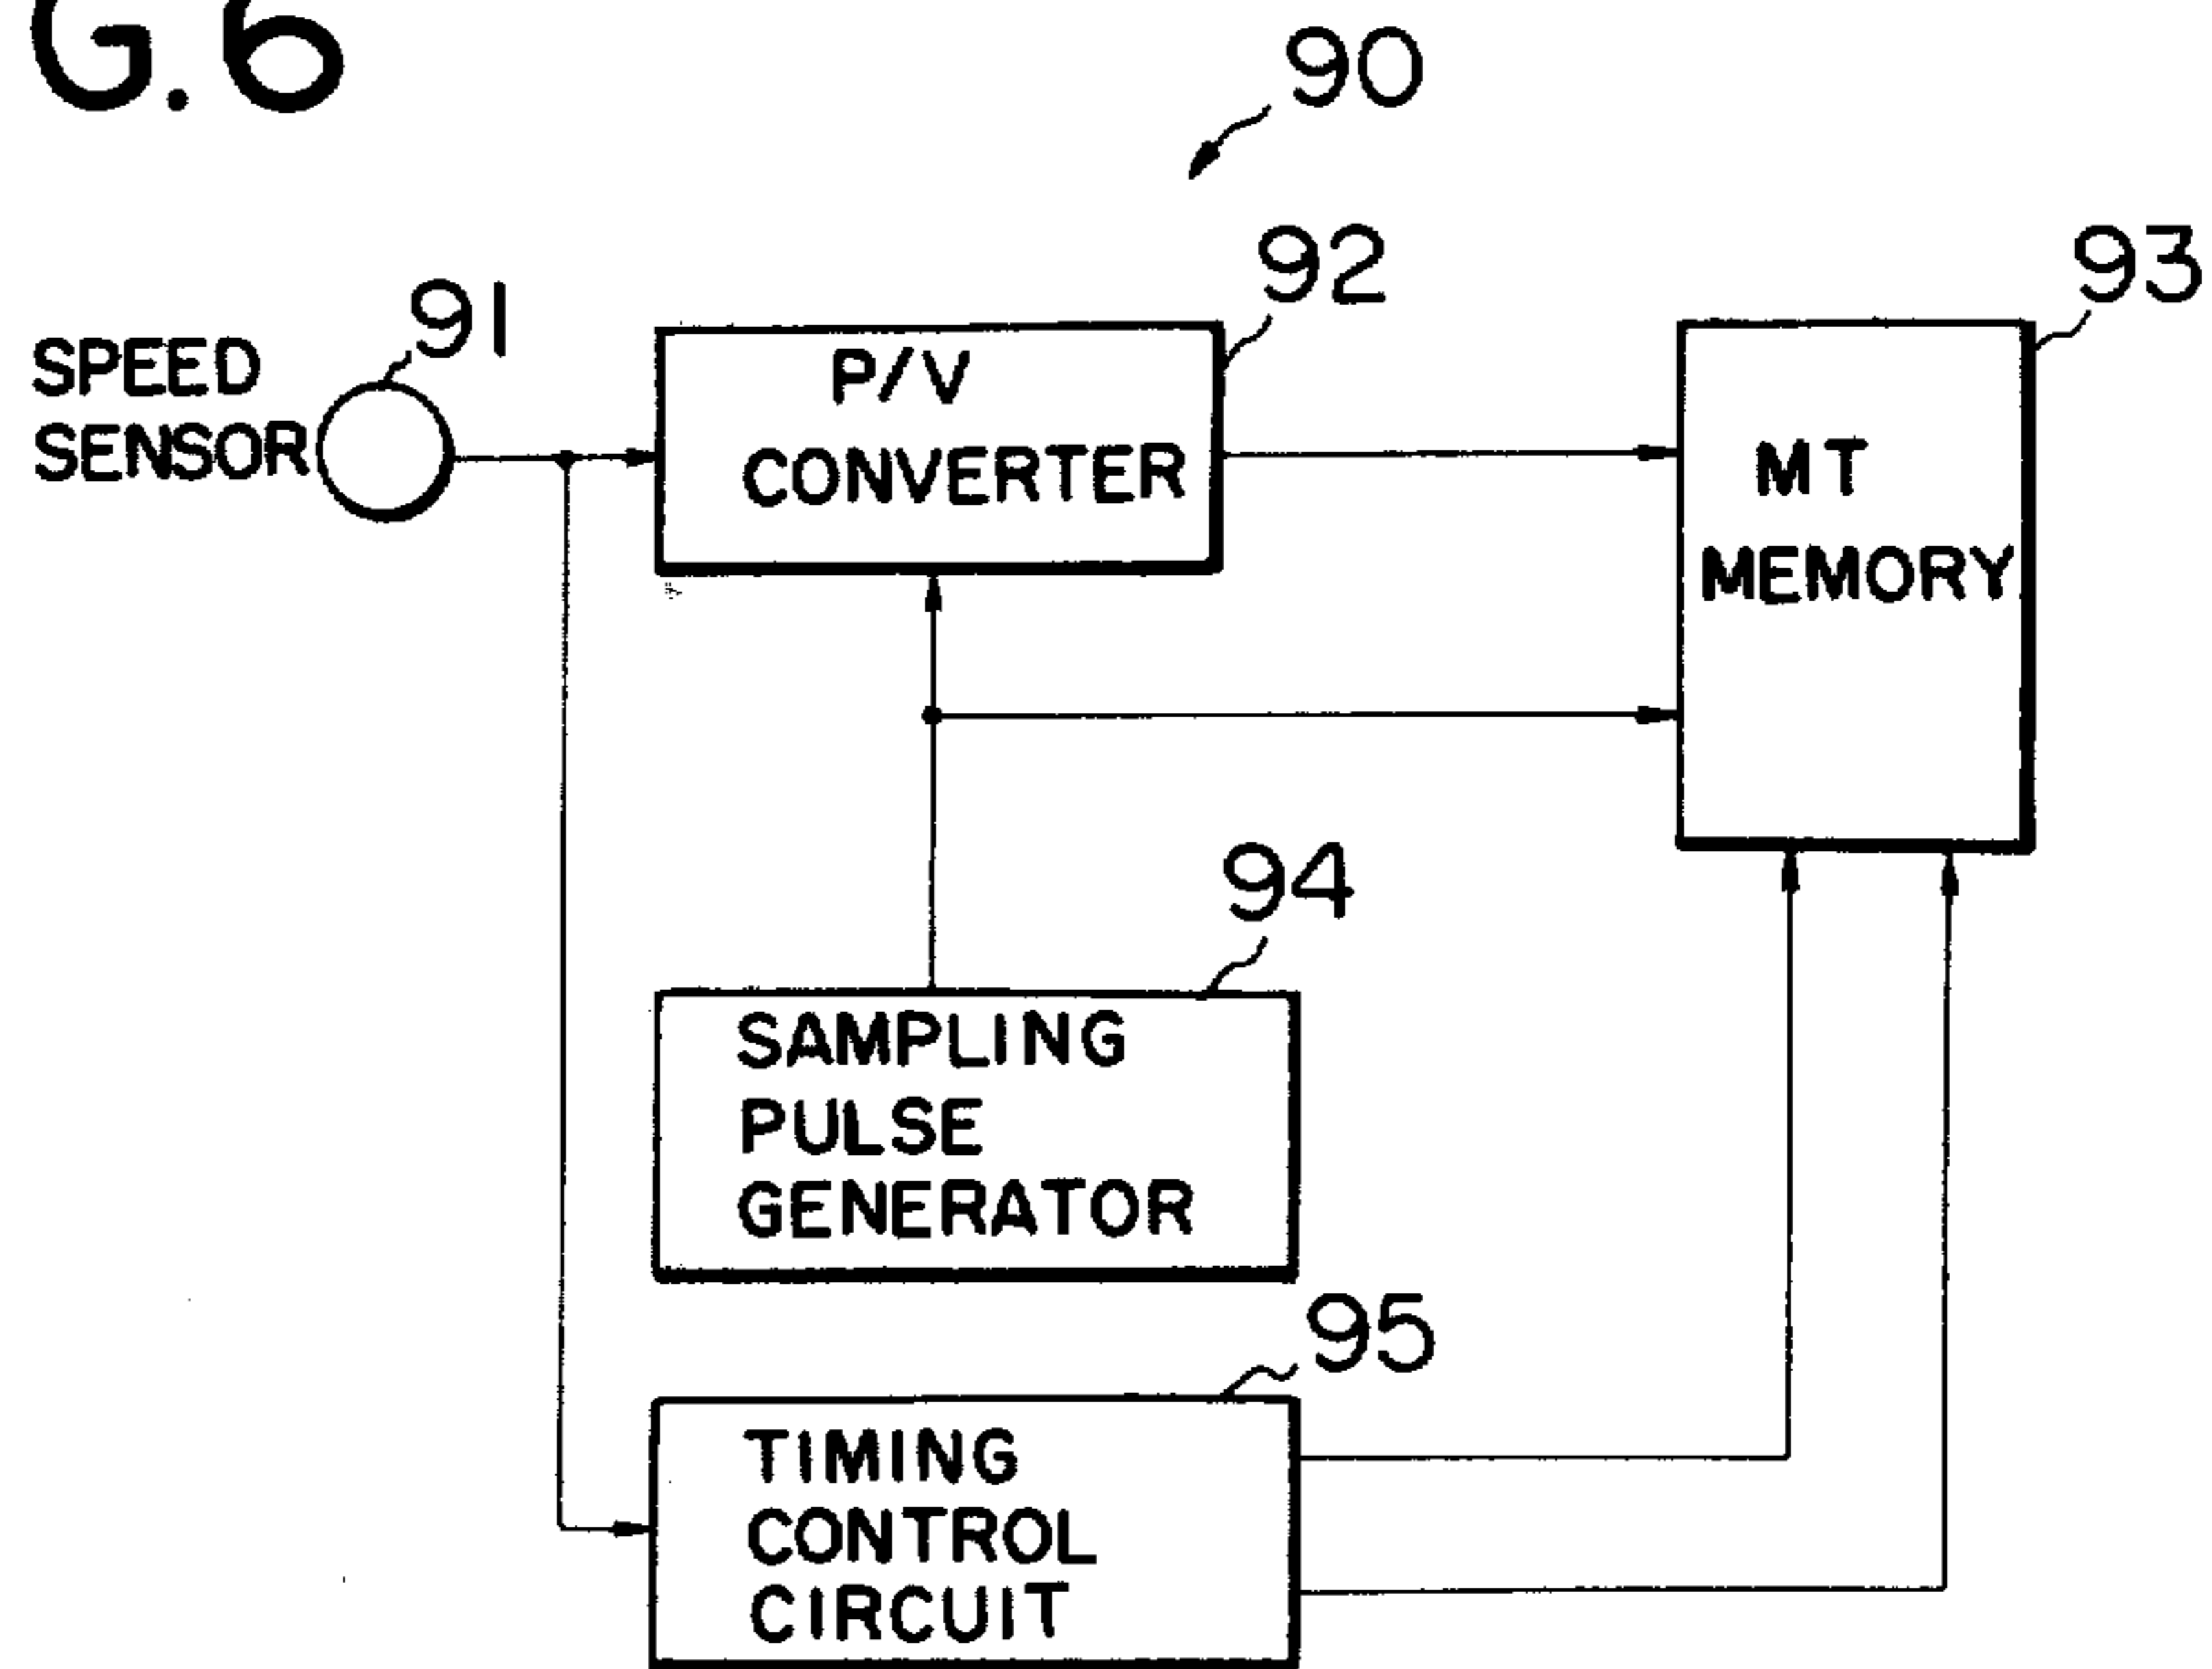 G.6
90
SPEED
SENSOR
91
P/V
CONVERTER
92
MT
MEMORY
93
SAMPLING
PULSE
GENERATOR
94
TIMING
CONTROL
CIRCUIT
95